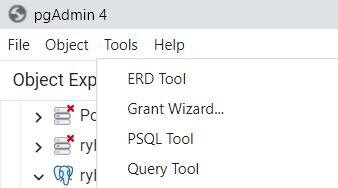 pgAdmin 4
File Object Tools Help
Object Exp
ERD Tool
Grant Wizard...
PSQL Tool
Query Tool
Po
ryl
ryl